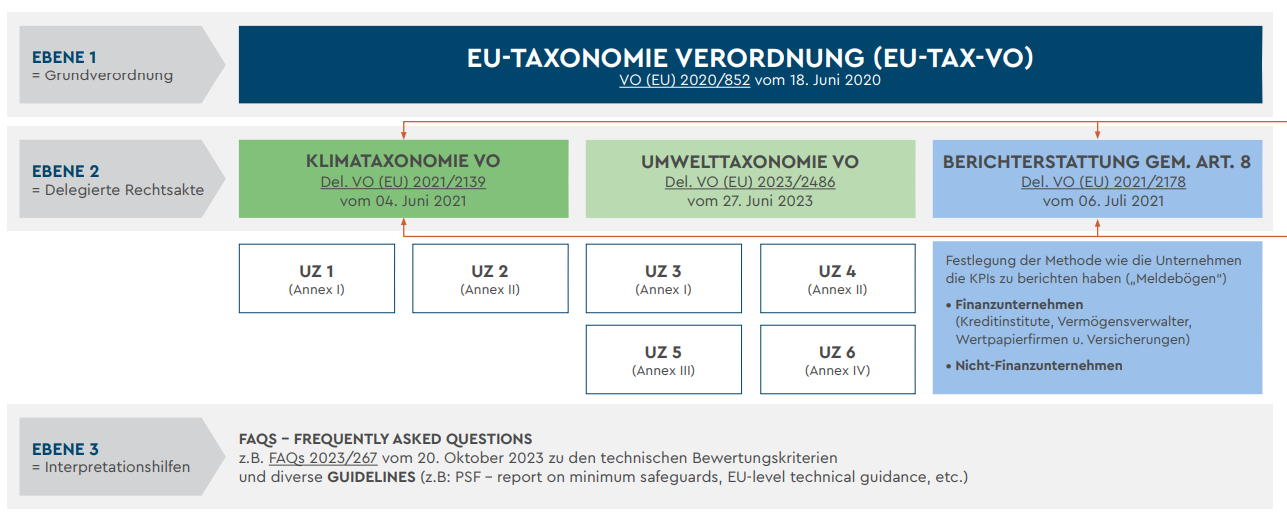 EBENE 1
= Grundverordnung
EU-TAXONOMIE VERORDNUNG (EU-TAX-VO)
VO (EU) 2020/852 vom 18. Juni 2020
EBENE 2
= Delegierte Rechtsakte
KLIMATAXONOMIE VO
Del. VO (EU) 2021/2139
vom 04. Juni 2021
UMWELTTAXONOMIE VO
Del. VO (EU) 2023/2486
vom 27. Juni 2023
BERICHTERSTATTUNG GEM. ART. 8
Del. VO (EU) 2021/2178
vom 06. Juli 2021
UZ 1
(Annex I)
UZ 2
(Annex II)
UZ 3
(Annex I)
UZ 4
(Annex II)
UZ 5
(Annex III)
UZ 6
(Annex IV)
Festlegung der Methode wie die Unternehmen
die KPIs zu berichten haben („Meldebögen“)
• Finanzunternehmen
(Kreditinstitute, Vermögensverwalter,
Wertpapierfirmen u. Versicherungen)
• Nicht-Finanzunternehmen
EBENE 3
= Interpretationshilfen
FAQS – FREQUENTLY ASKED QUESTIONS
z.B. FAQs 2023/267 vom 20. Oktober 2023 zu den technischen Bewertungskriterien
und diverse GUIDELINES (z.B: PSF – report on minimum safeguards, EU-level technical guidance, etc.)